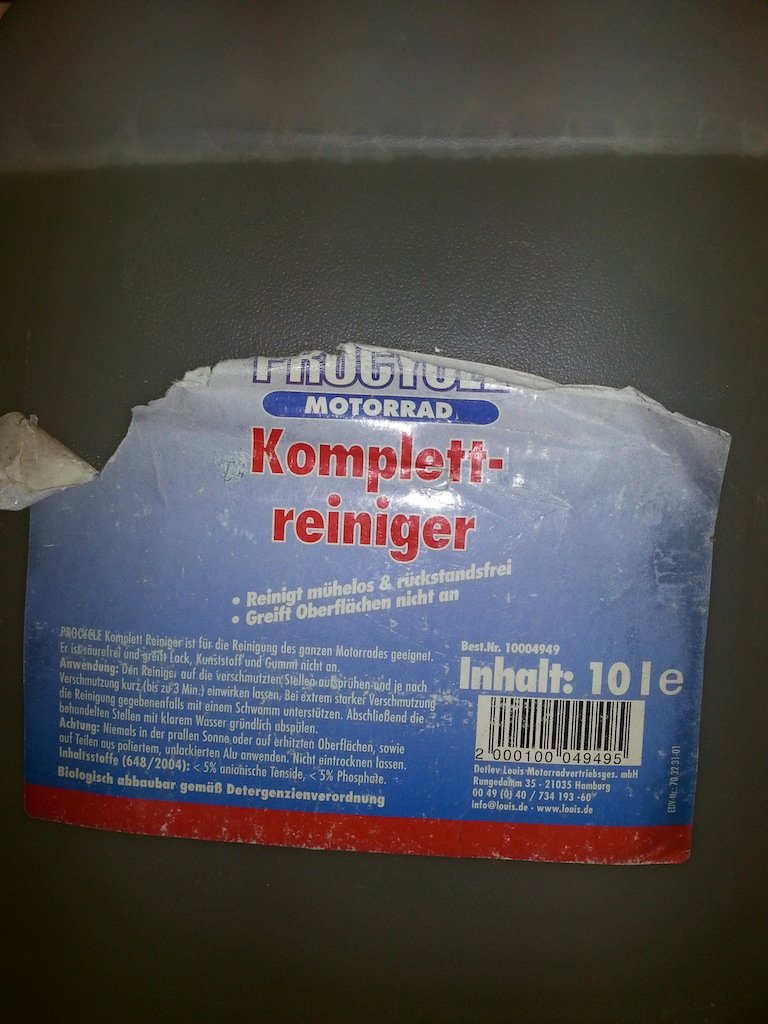 PROCYCLE
MOTORRAD
Komplett-
reiniger
• Reinigt mühelos & rückstandsfrei
• Greift Oberflächen nicht an
PROCYCLE Komplett Reiniger ist für die Reinigung des ganzen Motorrades geeignet.
Er ist säurefrei und greift Lack, Kunststoff und Gummi nicht an.
Anwendung: Den Reiniger auf die verschmutzten Stellen aufsprühen und je nach
Verschmutzung kurz (bis zu 3 Min.) einwirken lassen. Bei extrem starker Verschmutzung
die Reinigung gegebenenfalls mit einem Schwamm unterstützen. Abschließend die
behandelten Stellen mit klarem Wasser gründlich abspülen.
Achtung: Niemals in der prallen Sonne oder auf erhitzten Oberflächen, sowie
auf Teilen aus poliertem, unlackierten Alu anwenden. Nicht eintrocknen lassen.
Inhaltsstoffe (648/2004): < 5% anionische Tenside, < 5% Phosphate.
Biologisch abbaubar gemäß Detergenzienverordnung
Best.Nr. 10004949
Inhalt: 10 l e
2 000100 049495
Detlev Louis Motorradvertriebsges. mbH
Rungedamm 35 - 21035 Hamburg
00 49 (0) 40 / 734 193 -60
info@louis.de - www.louis.de
EDV-Nr. 70 32 31-01